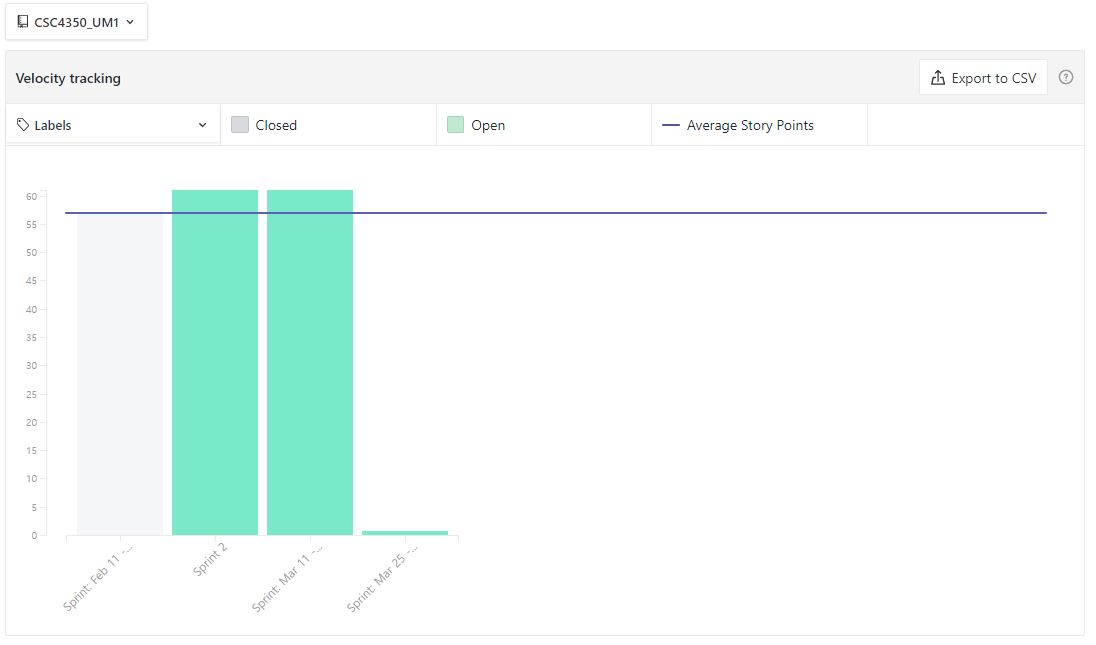 CSC4350_UM1
Velocity tracking
Export to CSV
?
Labels
Closed
Open
Average Story Points
60
55
50
45
40
35
30
25
20
15
10
5
0
Sprint: Feb 11 -...
Sprint 2
Sprint: Mar 11 -...
Sprint: Mar 25 -...